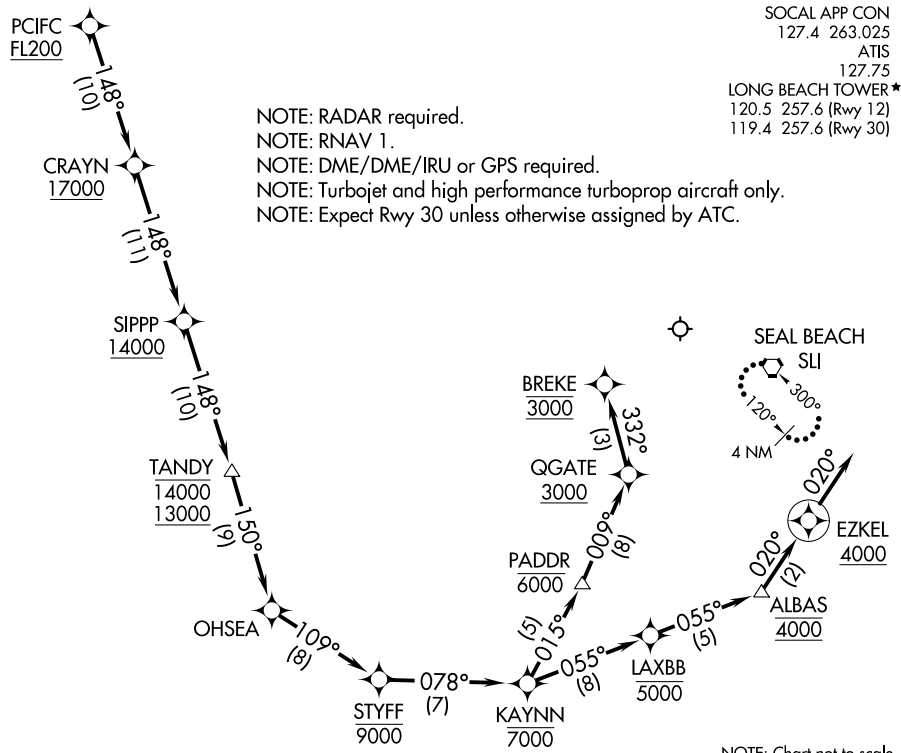 PCIFC
FL200
148°
(10)
CRAYN
17000
148°
(11)
SIPPP
14000
148°
(10)
TANDY
14000
13000
150°
(9)
OHSEA
109°
(8)
STYFF
9000
078°
(7)
KAYNN
7000
015°
(5)
PADDR
6000
009°
(8)
QGATE
3000
332°
(3)
BREKE
3000
055°
(8)
LAXBB
5000
055°
(5)
ALBAS
4000
020°
(2)
EZKEL
4000
020°
SEAL BEACH
SLI
300°
120°
4 NM
NOTE: RADAR required.
NOTE: RNAV 1.
NOTE: DME/DME/IRU or GPS required.
NOTE: Turbojet and high performance turboprop aircraft only.
NOTE: Expect Rwy 30 unless otherwise assigned by ATC.
SOCAL APP CON
127.4 263.025
ATIS
127.75
LONG BEACH TOWER★
120.5 257.6 (Rwy 12)
119.4 257.6 (Rwy 30)
NOTE: Chart not to scale